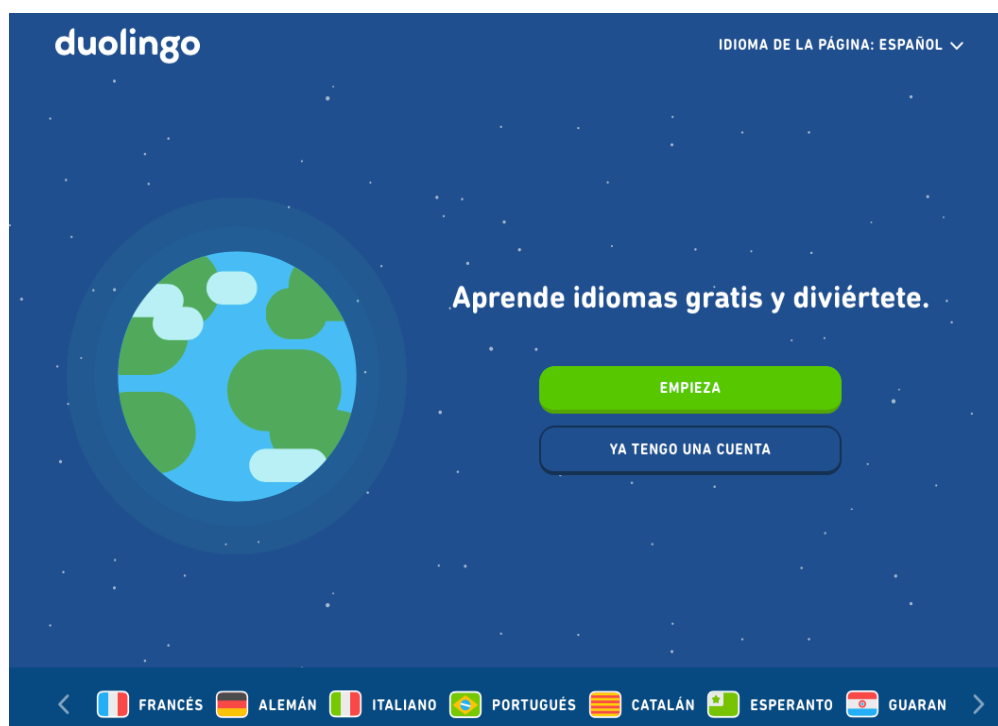 duolingo
IDIOMA DE LA PÁGINA: ESPAÑOL
Aprende idiomas gratis y diviértete.
EMPIEZA
YA TENGO UNA CUENTA
FRANCÉS ALEMÁN ITALIANO PORTUGUÉS CATALÁN ESPERANTO GUARAN